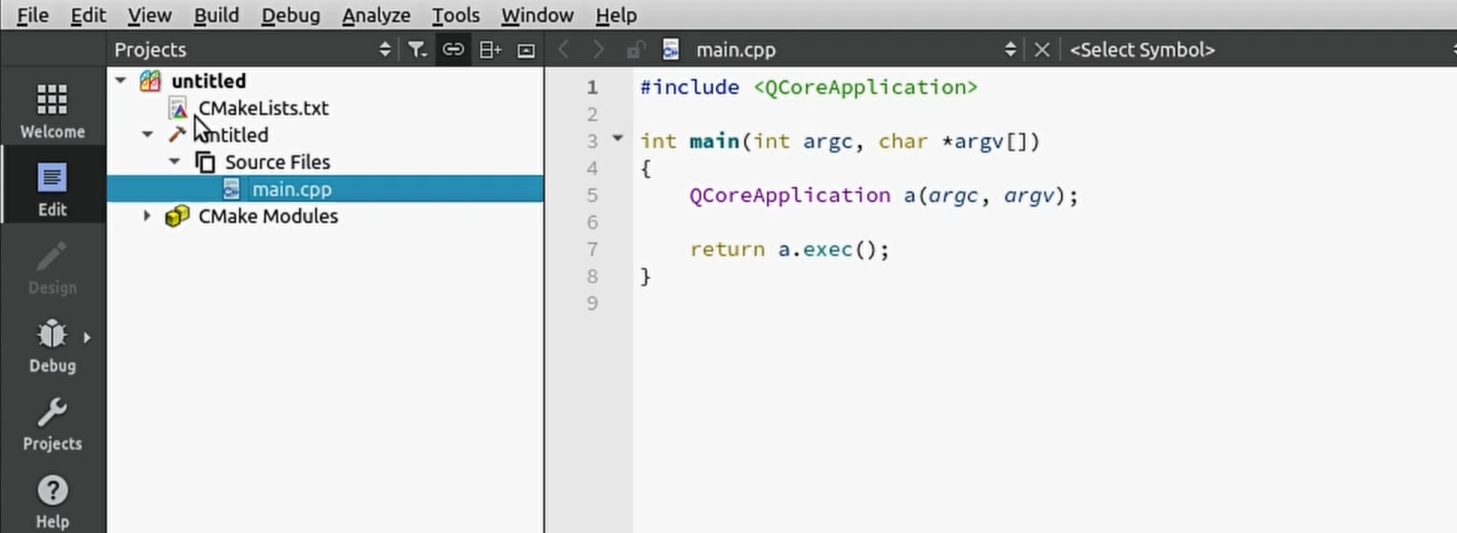 File Edit View Build Debug Analyze Tools Window Help
Projects
main.cpp
<Select Symbol>
Welcome
Edit
Design
Debug
Projects
Help
untitled
CMakeLists.txt
untitled
Source Files
main.cpp
CMake Modules
1 #include <QCoreApplication>
2
3 int main(int argc, char *argv[])
4 {
5     QCoreApplication a(argc, argv);
6
7     return a.exec();
8 }
9